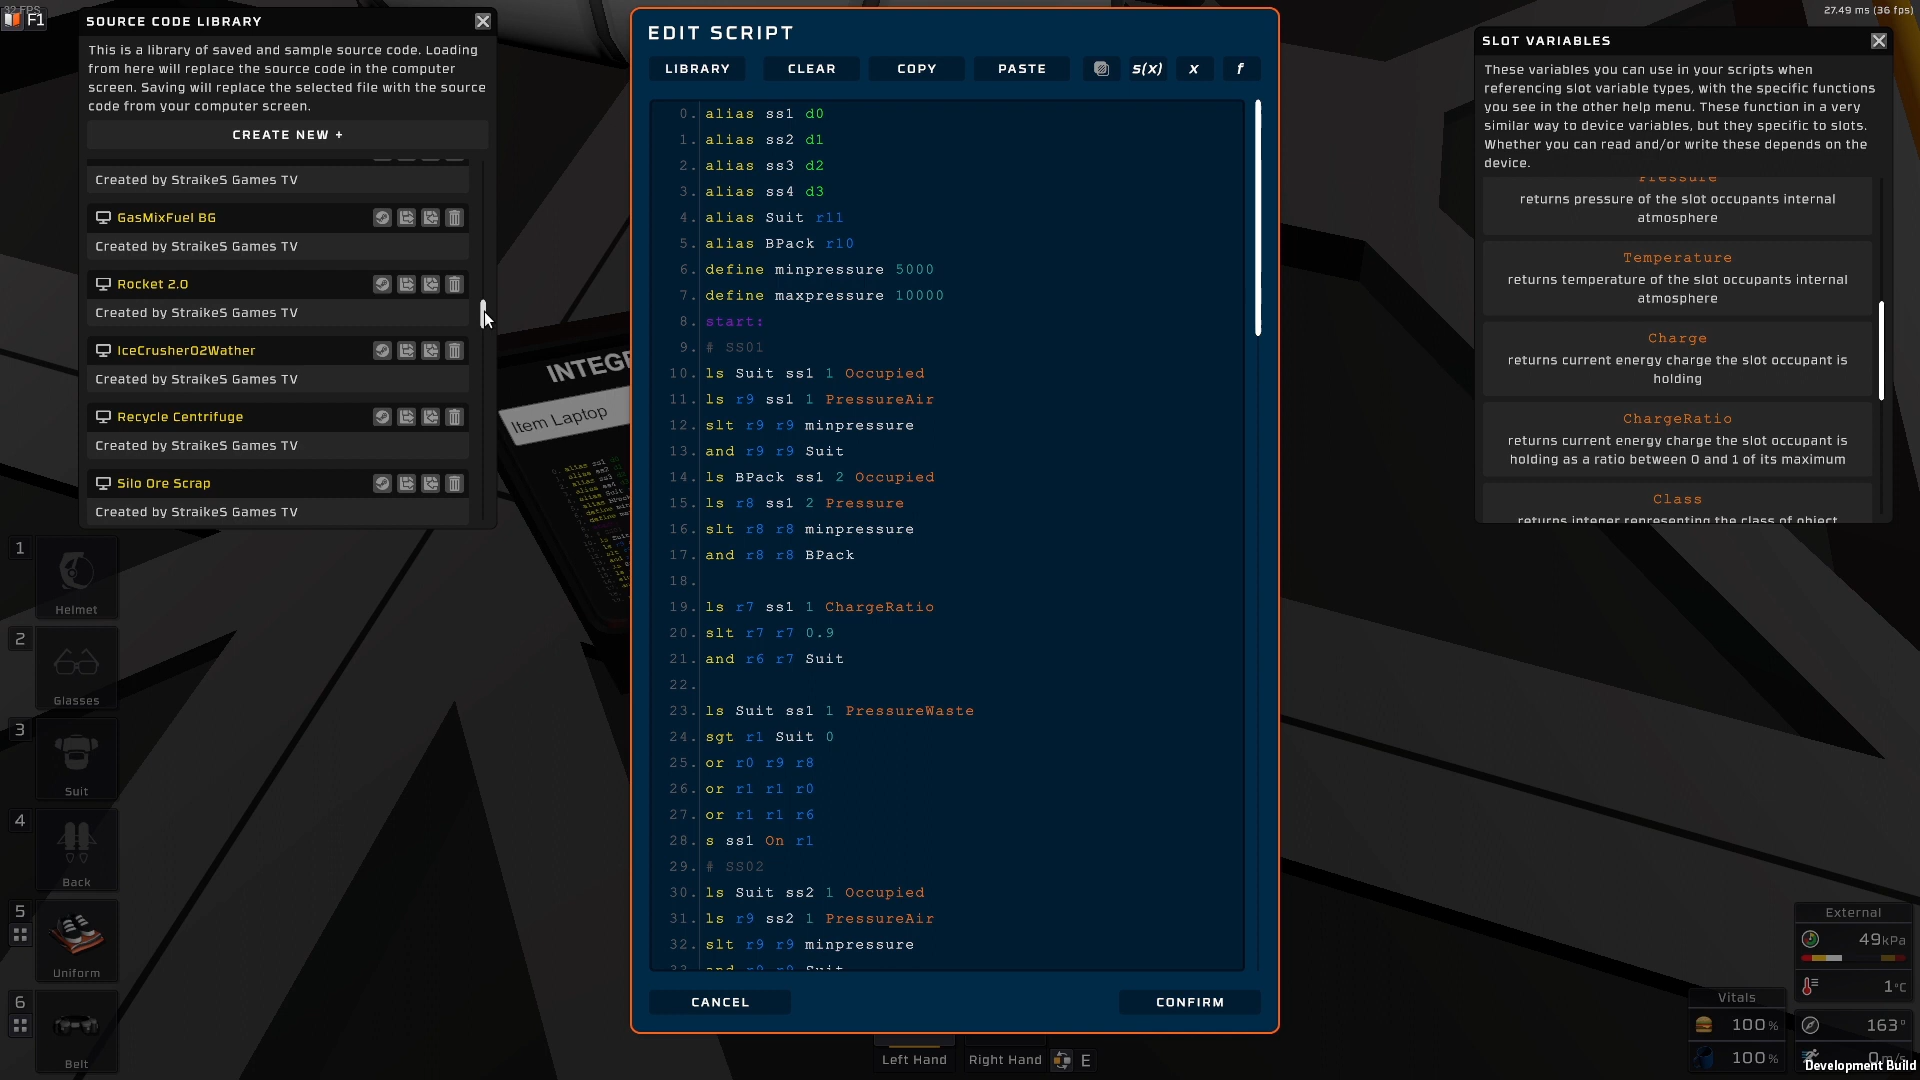 F1
SOURCE CODE LIBRARY
This is a library of saved and sample source code. Loading
from here will replace the source code in the computer
screen. Saving will replace the selected file with the source
code from your computer screen.
CREATE NEW +
Created by StraikeS Games TV
GasMixFuel BG
Created by StraikeS Games TV
Rocket 2.0
Created by StraikeS Games TV
IceCrusherO2Wather
Created by StraikeS Games TV
Recycle Centrifuge
Created by StraikeS Games TV
Silo Ore Scrap
Created by StraikeS Games TV
1
Helmet
2
Glasses
3
Suit
4
Back
5
Uniform
6
Belt
Item Laptop
EDIT SCRIPT
LIBRARY CLEAR COPY PASTE s(x) x f
0. alias ss1 d0
1. alias ss2 d1
2. alias ss3 d2
3. alias ss4 d3
4. alias Suit r11
5. alias BPack r10
6. define minpressure 5000
7. define maxpressure 10000
8. start:
9. # SS01
10. ls Suit ss1 1 Occupied
11. ls r9 ss1 1 PressureAir
12. slt r9 r9 minpressure
13. and r9 r9 Suit
14. ls BPack ss1 2 Occupied
15. ls r8 ss1 2 Pressure
16. slt r8 r8 minpressure
17. and r8 r8 BPack
18.
19. ls r7 ss1 1 ChargeRatio
20. slt r7 r7 0.9
21. and r6 r7 Suit
22.
23. ls Suit ss1 1 PressureWaste
24. sgt r1 Suit 0
25. or r0 r9 r8
26. or r1 r1 r0
27. or r1 r1 r6
28. s ss1 On r1
29. # SS02
30. ls Suit ss2 1 Occupied
31. ls r9 ss2 1 PressureAir
32. slt r9 r9 minpressure
33. and r9 r9 Suit
CANCEL CONFIRM
Left Hand Right Hand E
27.49 ms (36 fps)
SLOT VARIABLES
These variables you can use in your scripts when
referencing slot variable types, with the specific functions
you see in the other help menu. These function in a very
similar way to device variables, but they specific to slots.
Whether you can read and/or write these depends on the
device.
Pressure
returns pressure of the slot occupants internal
atmosphere
Temperature
returns temperature of the slot occupants internal
atmosphere
Charge
returns current energy charge the slot occupant is
holding
ChargeRatio
returns current energy charge the slot occupant is
holding as a ratio between 0 and 1 of its maximum
Class
returns integer representing the class of object
External
49kPa
1°C
Vitals
100%
163°
100%
0m/s
Development Build